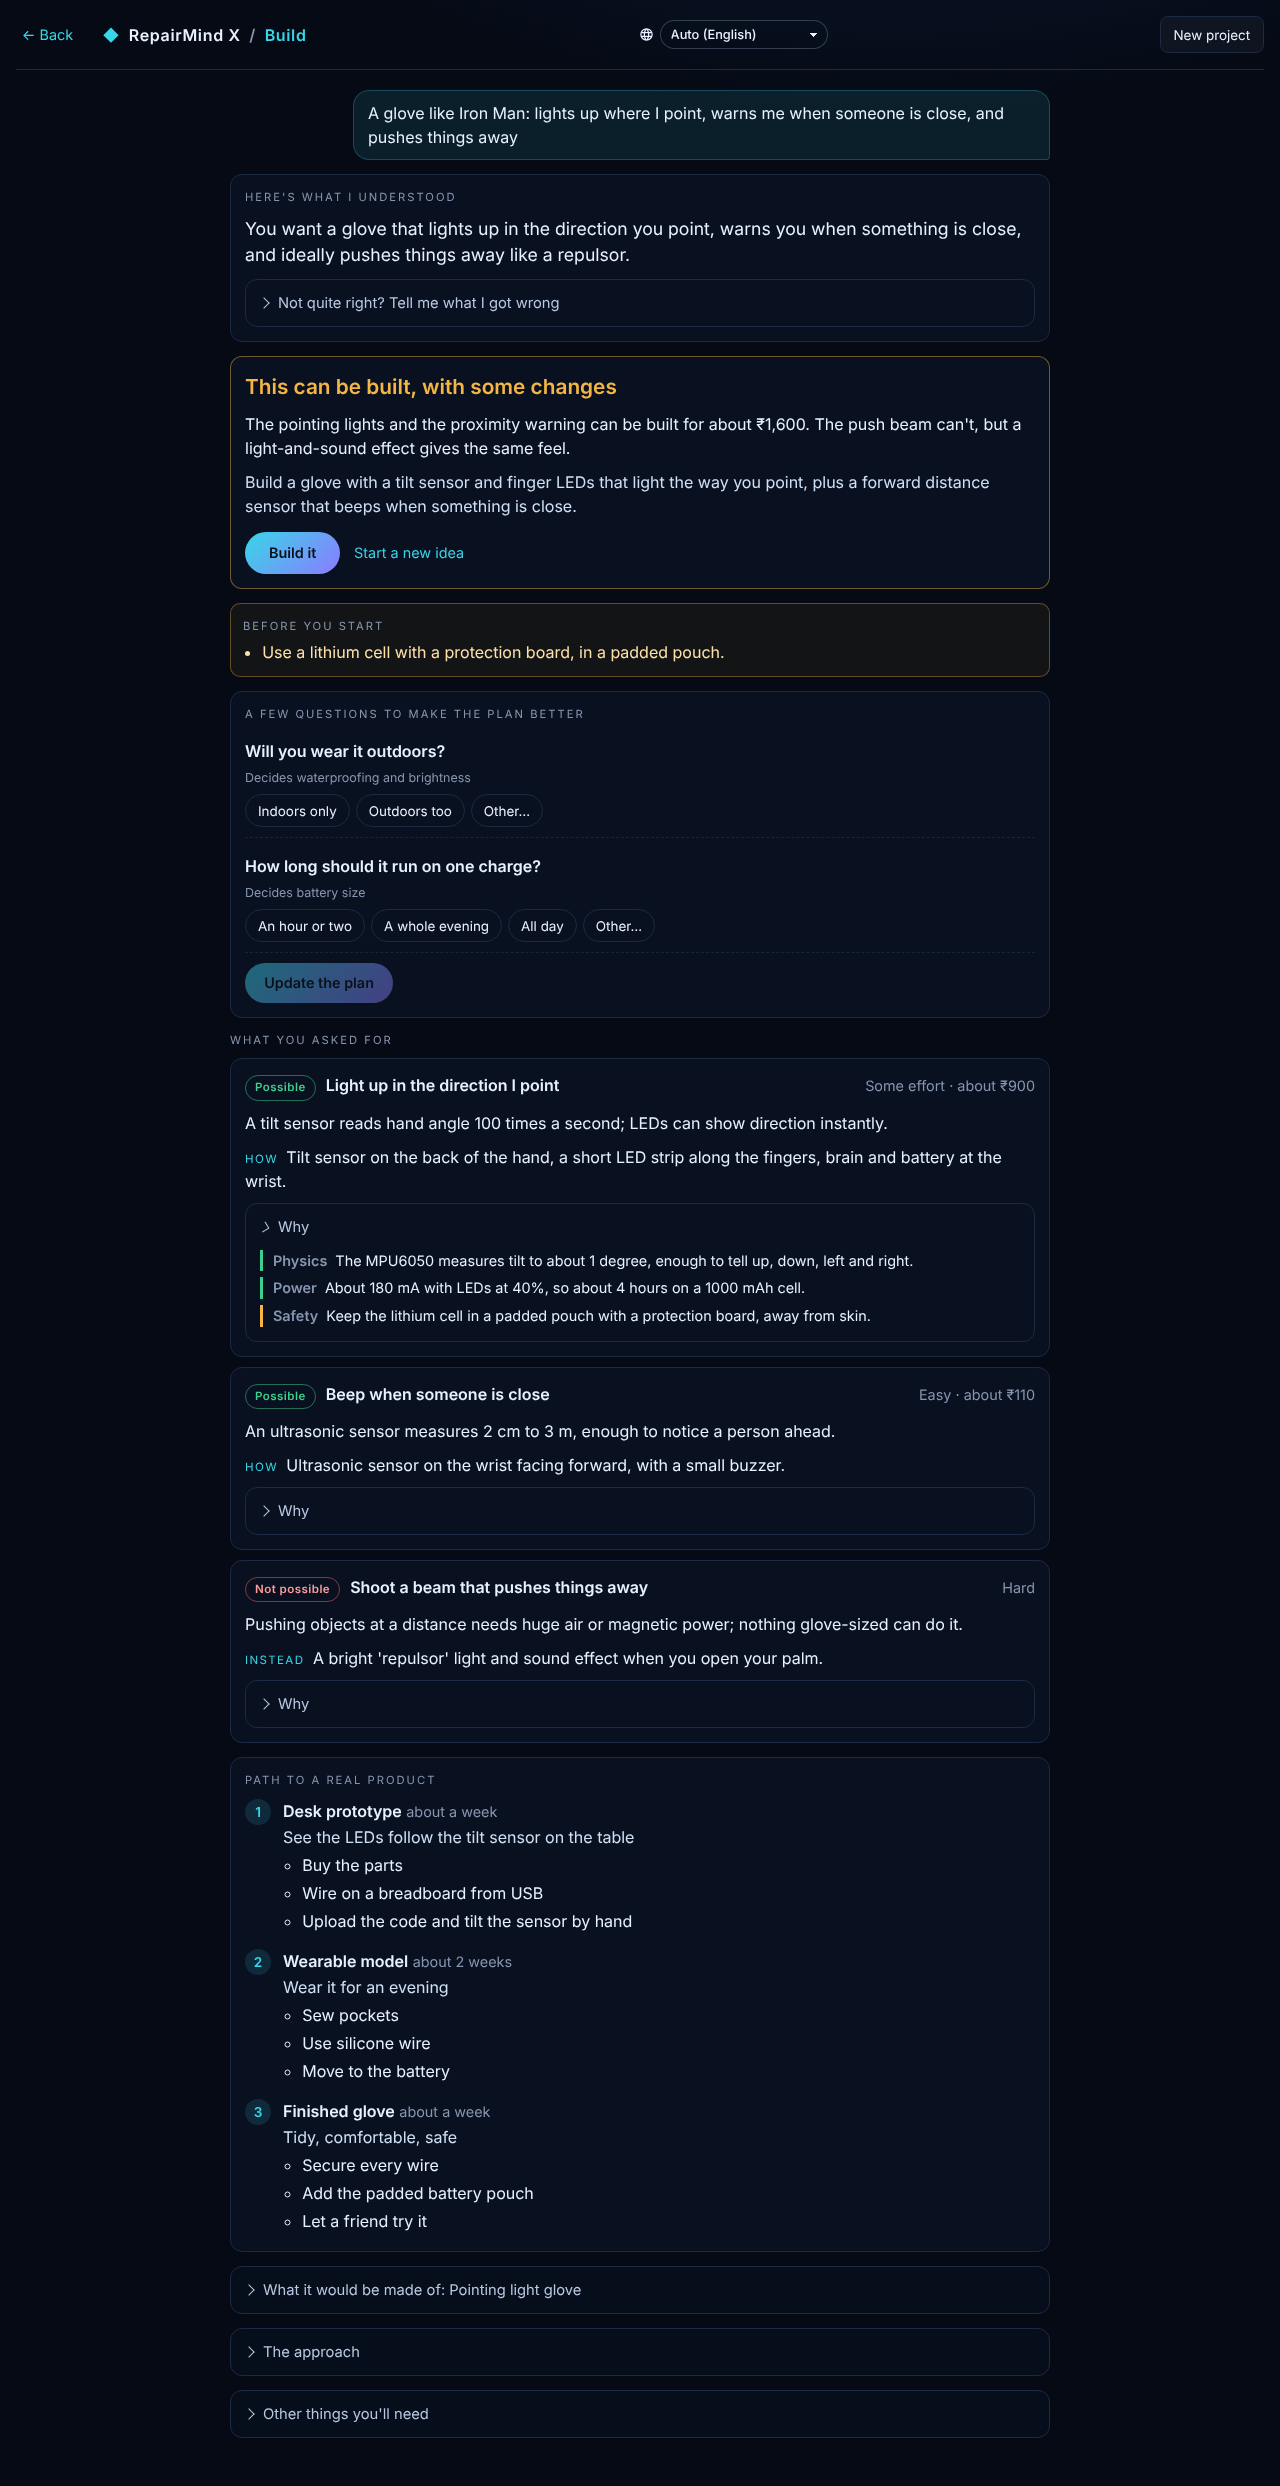 ← Back
RepairMind X / Build
Auto (English)
New project
A glove like Iron Man: lights up where I point, warns me when someone is close, and
pushes things away
HERE'S WHAT I UNDERSTOOD
You want a glove that lights up in the direction you point, warns you when something is close,
and ideally pushes things away like a repulsor.
Not quite right? Tell me what I got wrong
This can be built, with some changes
The pointing lights and the proximity warning can be built for about ₹1,600. The push beam can't, but a
light-and-sound effect gives the same feel.
Build a glove with a tilt sensor and finger LEDs that light the way you point, plus a forward distance
sensor that beeps when something is close.
Build it
Start a new idea
BEFORE YOU START
• Use a lithium cell with a protection board, in a padded pouch.
A FEW QUESTIONS TO MAKE THE PLAN BETTER
Will you wear it outdoors?
Decides waterproofing and brightness
Indoors only
Outdoors too
Other...
How long should it run on one charge?
Decides battery size
An hour or two
A whole evening
All day
Other...
Update the plan
WHAT YOU ASKED FOR
Possible
Light up in the direction I point
Some effort · about ₹900
A tilt sensor reads hand angle 100 times a second; LEDs can show direction instantly.
HOW Tilt sensor on the back of the hand, a short LED strip along the fingers, brain and battery at the
wrist.
Why
Physics The MPU6050 measures tilt to about 1 degree, enough to tell up, down, left and right.
Power About 180 mA with LEDs at 40%, so about 4 hours on a 1000 mAh cell.
Safety Keep the lithium cell in a padded pouch with a protection board, away from skin.
Possible
Beep when someone is close
Easy · about ₹110
An ultrasonic sensor measures 2 cm to 3 m, enough to notice a person ahead.
HOW Ultrasonic sensor on the wrist facing forward, with a small buzzer.
Why
Not possible
Shoot a beam that pushes things away
Hard
Pushing objects at a distance needs huge air or magnetic power; nothing glove-sized can do it.
INSTEAD A bright 'repulsor' light and sound effect when you open your palm.
Why
PATH TO A REAL PRODUCT
1 Desk prototype about a week
See the LEDs follow the tilt sensor on the table
◦ Buy the parts
◦ Wire on a breadboard from USB
◦ Upload the code and tilt the sensor by hand
2 Wearable model about 2 weeks
Wear it for an evening
◦ Sew pockets
◦ Use silicone wire
◦ Move to the battery
3 Finished glove about a week
Tidy, comfortable, safe
◦ Secure every wire
◦ Add the padded battery pouch
◦ Let a friend try it
What it would be made of: Pointing light glove
The approach
Other things you'll need